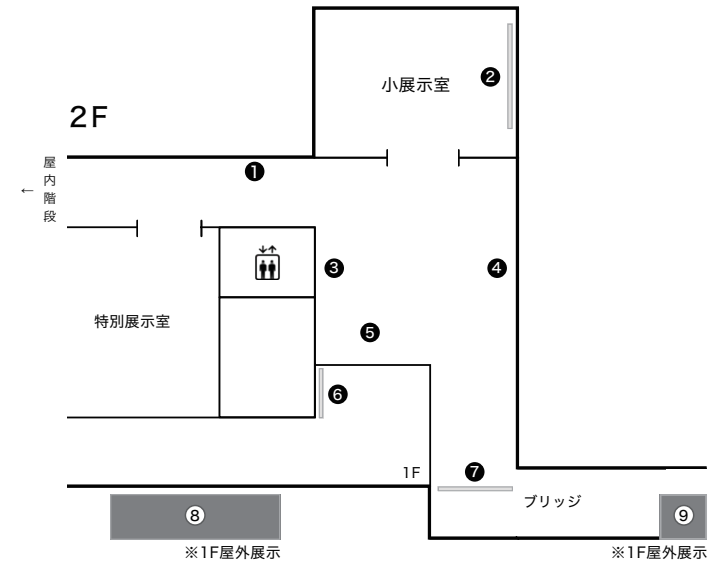 小展示室
❷
2F
屋内階段
←
❶
❸
❹
特別展示室
❺
❻
1F
❼
ブリッジ
⑧
⑨
※1F屋外展示
※1F屋外展示